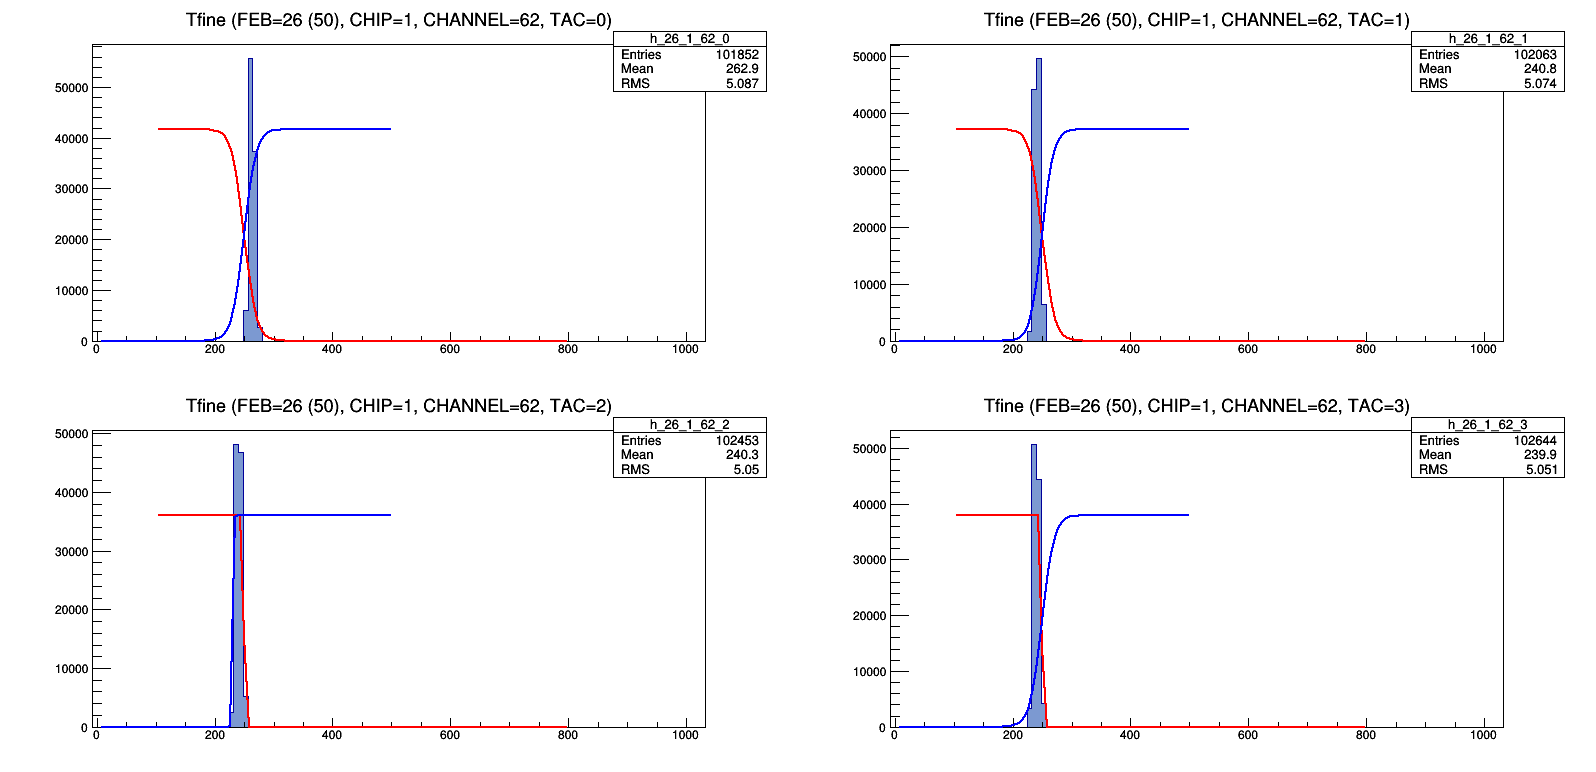 Tfine (FEB=26 (50), CHIP=1, CHANNEL=62, TAC=0)
h_26_1_62_0
Entries 101852
Mean 262.9
RMS 5.087
50000
40000
30000
20000
10000
0
0 200 400 600 800 1000
Tfine (FEB=26 (50), CHIP=1, CHANNEL=62, TAC=1)
h_26_1_62_1
Entries 102063
Mean 240.8
RMS 5.074
50000
40000
30000
20000
10000
0
0 200 400 600 800 1000
Tfine (FEB=26 (50), CHIP=1, CHANNEL=62, TAC=2)
h_26_1_62_2
Entries 102453
Mean 240.3
RMS 5.05
50000
40000
30000
20000
10000
0
0 200 400 600 800 1000
Tfine (FEB=26 (50), CHIP=1, CHANNEL=62, TAC=3)
h_26_1_62_3
Entries 102644
Mean 239.9
RMS 5.051
50000
40000
30000
20000
10000
0
0 200 400 600 800 1000